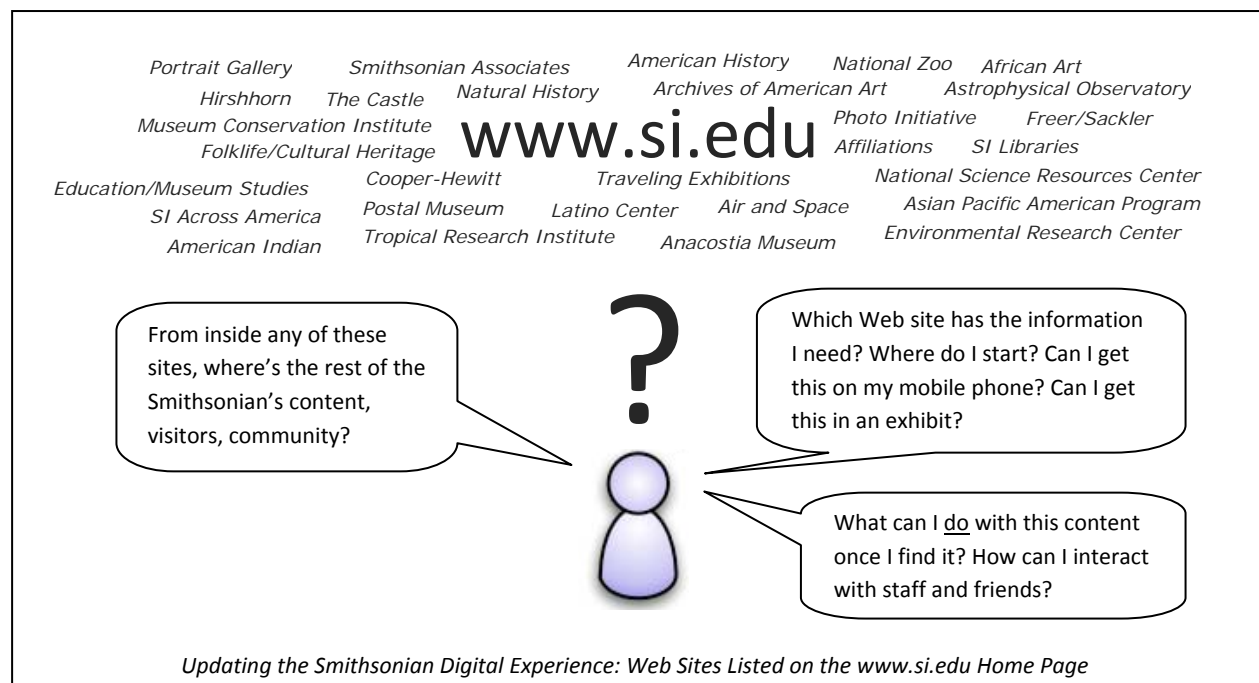 Portrait Gallery Smithsonian Associates American History National Zoo African Art
Hirshhorn The Castle Natural History Archives of American Art Astrophysical Observatory
Museum Conservation Institute www.si.edu Photo Initiative Freer/Sackler
Folklife/Cultural Heritage Affiliations SI Libraries
Education/Museum Studies Cooper-Hewitt Traveling Exhibitions National Science Resources Center
SI Across America Postal Museum Latino Center Air and Space Asian Pacific American Program
American Indian Tropical Research Institute Anacostia Museum Environmental Research Center
?
From inside any of these
sites, where’s the rest of the
Smithsonian’s content,
visitors, community?
Which Web site has the information
I need? Where do I start? Can I get
this on my mobile phone? Can I get
this in an exhibit?
What can I do with this content
once I find it? How can I interact
with staff and friends?
Updating the Smithsonian Digital Experience: Web Sites Listed on the www.si.edu Home Page